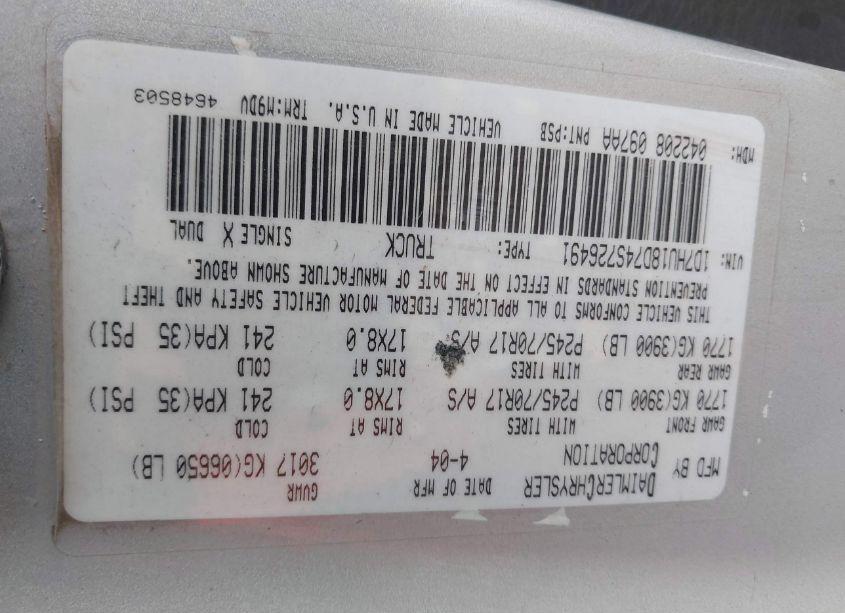 MFD BY DAIMLERCHRYSLER CORPORATION DATE OF MFR 4-04 GVWR 3017 KG(06650 LB)
GAWR FRONT WITH TIRES RIMS AT COLD
1770 KG(3900 LB) P245/70R17 A/S 17X8.0 241 KPA(35 PSI)
GAWR REAR WITH TIRES RIMS AT COLD
1770 KG(3900 LB) P245/70R17 A/S 17X8.0 241 KPA(35 PSI)
THIS VEHICLE CONFORMS TO ALL APPLICABLE FEDERAL MOTOR VEHICLE SAFETY AND THEFT
PREVENTION STANDARDS IN EFFECT ON THE DATE OF MANUFACTURE SHOWN ABOVE.
VIN: 1D7HU18D74S726491 TYPE: TRUCK SINGLE X DUAL
MDH: 042208 097AA PNT:PSB VEHICLE MADE IN U.S.A. TRM:M9DV 4648503